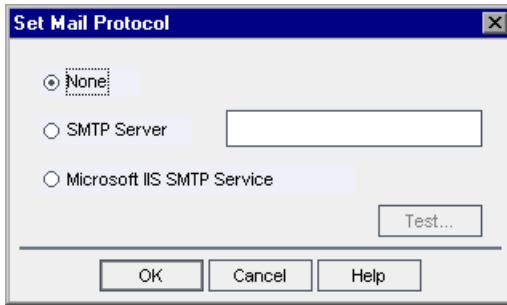 Set Mail Protocol
None
SMTP Server
Microsoft IIS SMTP Service
Test...
OK Cancel Help